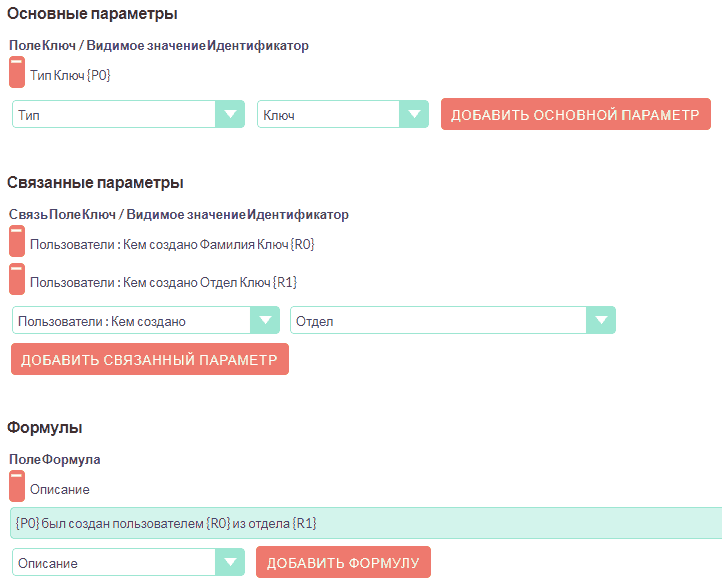 Основные параметры
ПолеКлюч / Видимое значениеИдентификатор
Тип Ключ {P0}
Тип Ключ ДОБАВИТЬ ОСНОВНОЙ ПАРАМЕТР
Связанные параметры
СвязьПолеКлюч / Видимое значениеИдентификатор
Пользователи : Кем создано Фамилия Ключ {R0}
Пользователи : Кем создано Отдел Ключ {R1}
Пользователи : Кем создано Отдел
ДОБАВИТЬ СВЯЗАННЫЙ ПАРАМЕТР
Формулы
ПолеФормула
Описание
{P0} был создан пользователем {R0} из отдела {R1}
Описание ДОБАВИТЬ ФОРМУЛУ